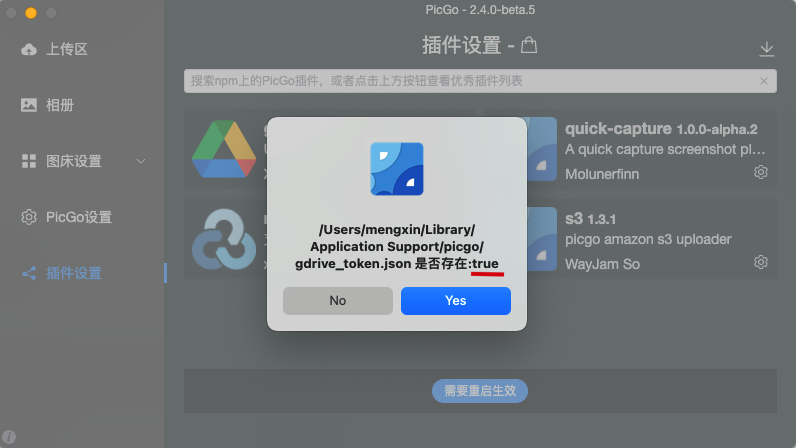 PicGo - 2.4.0-beta.5
上传区
插件设置 -
搜索npm上的PicGo插件，或者点击上方按钮查看优秀插件列表
相册
quick-capture 1.0.0-alpha.2
A quick capture screenshot pl...
图床设置
Molunerfinn
PicGo设置
s3 1.3.1
picgo amazon s3 uploader
WayJam So
插件设置
/Users/mengxin/Library/
Application Support/picgo/
gdrive_token.json 是否存在:true
No
Yes
需要重启生效